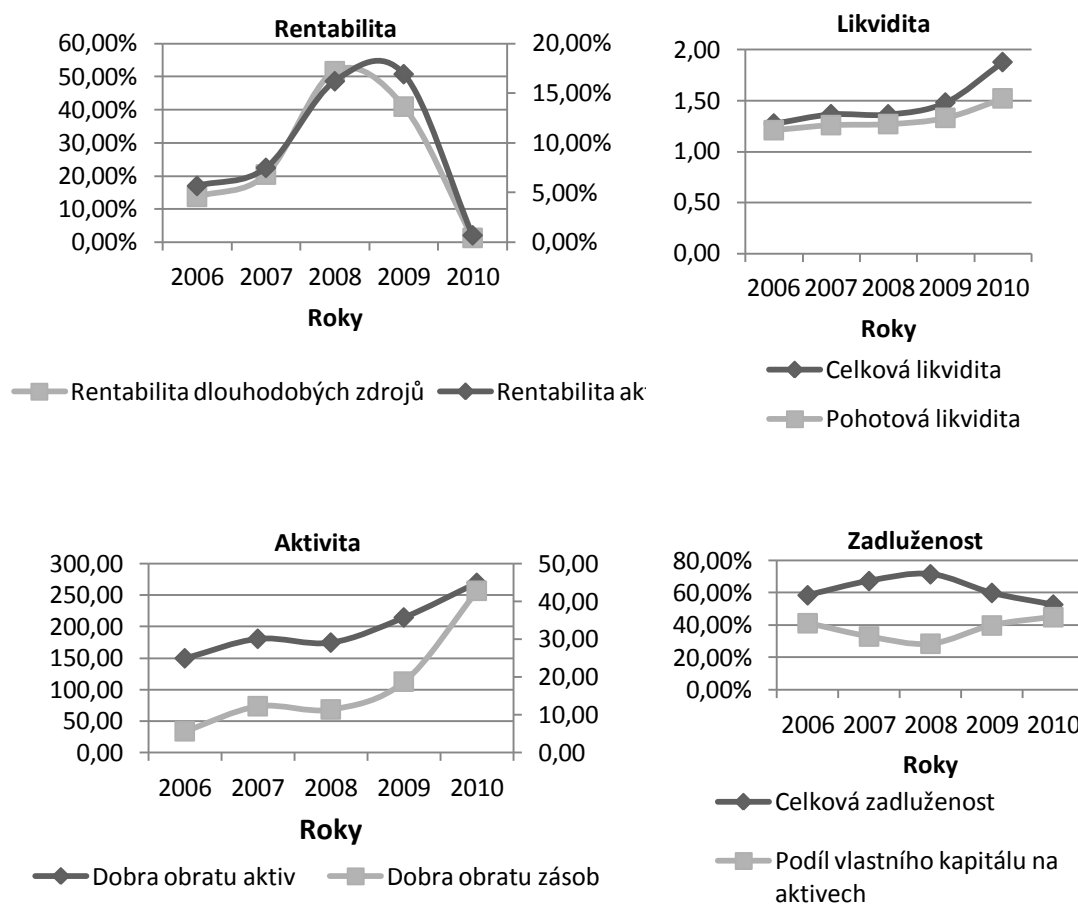 Rentabilita
60,00%
50,00%
40,00%
30,00%
20,00%
10,00%
0,00%
20,00%
15,00%
10,00%
5,00%
0,00%
2006 2007 2008 2009 2010
Roky
Rentabilita dlouhodobých zdrojů Rentabilita akt
Likvidita
2,00
1,50
1,00
0,50
0,00
2006 2007 2008 2009 2010
Roky
Celková likvidita
Pohotová likvidita
Aktivita
300,00
250,00
200,00
150,00
100,00
50,00
0,00
50,00
40,00
30,00
20,00
10,00
0,00
2006 2007 2008 2009 2010
Roky
Dobra obratu aktiv Dobra obratu zásob
Zadluženost
80,00%
60,00%
40,00%
20,00%
0,00%
2006 2007 2008 2009 2010
Roky
Celková zadluženost
Podíl vlastního kapitálu na
aktivech